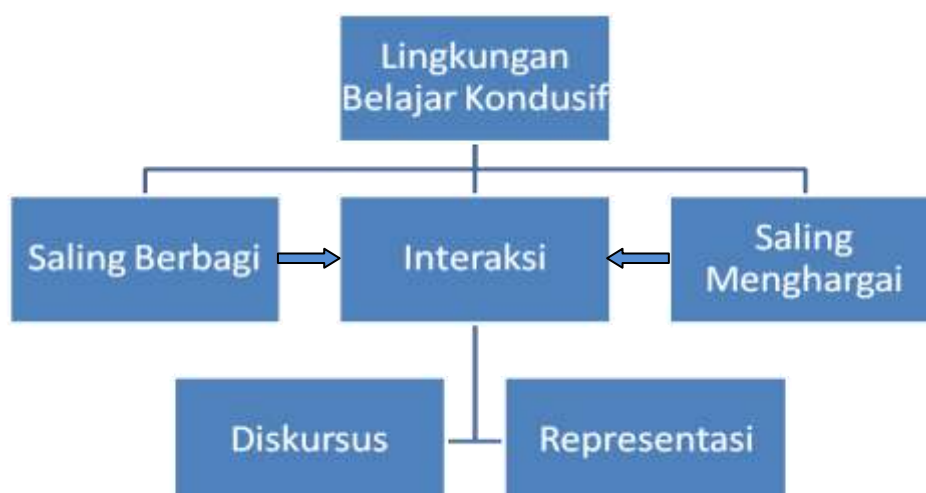 Lingkungan
Belajar Kondusif
Saling Berbagi
Interaksi
Saling
Menghargai
Diskursus
Representasi